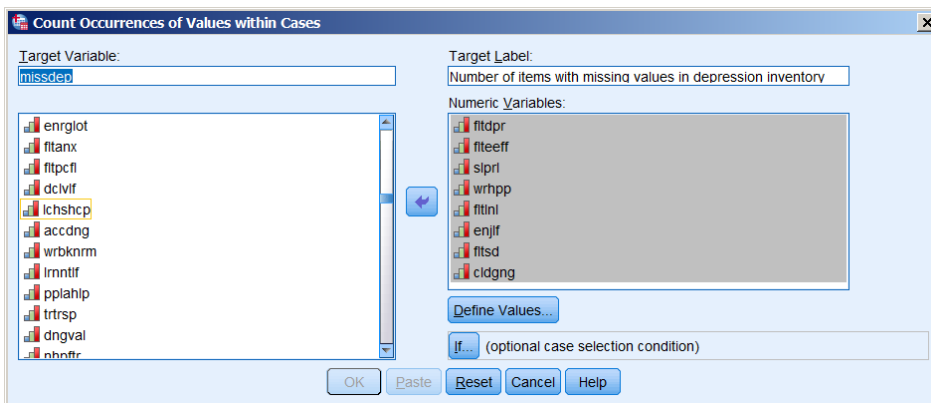 Count Occurrences of Values within Cases
Target Variable:
missdep
Target Label:
Number of items with missing values in depression inventory
enrglot
fltanx
fltpcfl
dclvlf
lchshcp
accdng
wrbknrm
lrnntlf
pplahlp
trtrsp
dngval
nhpftr
Numeric Variables:
fltdpr
flteeff
slprl
wrhpp
fltlnl
enjlf
fltsd
cldgng
Define Values...
If... (optional case selection condition)
OK Paste Reset Cancel Help